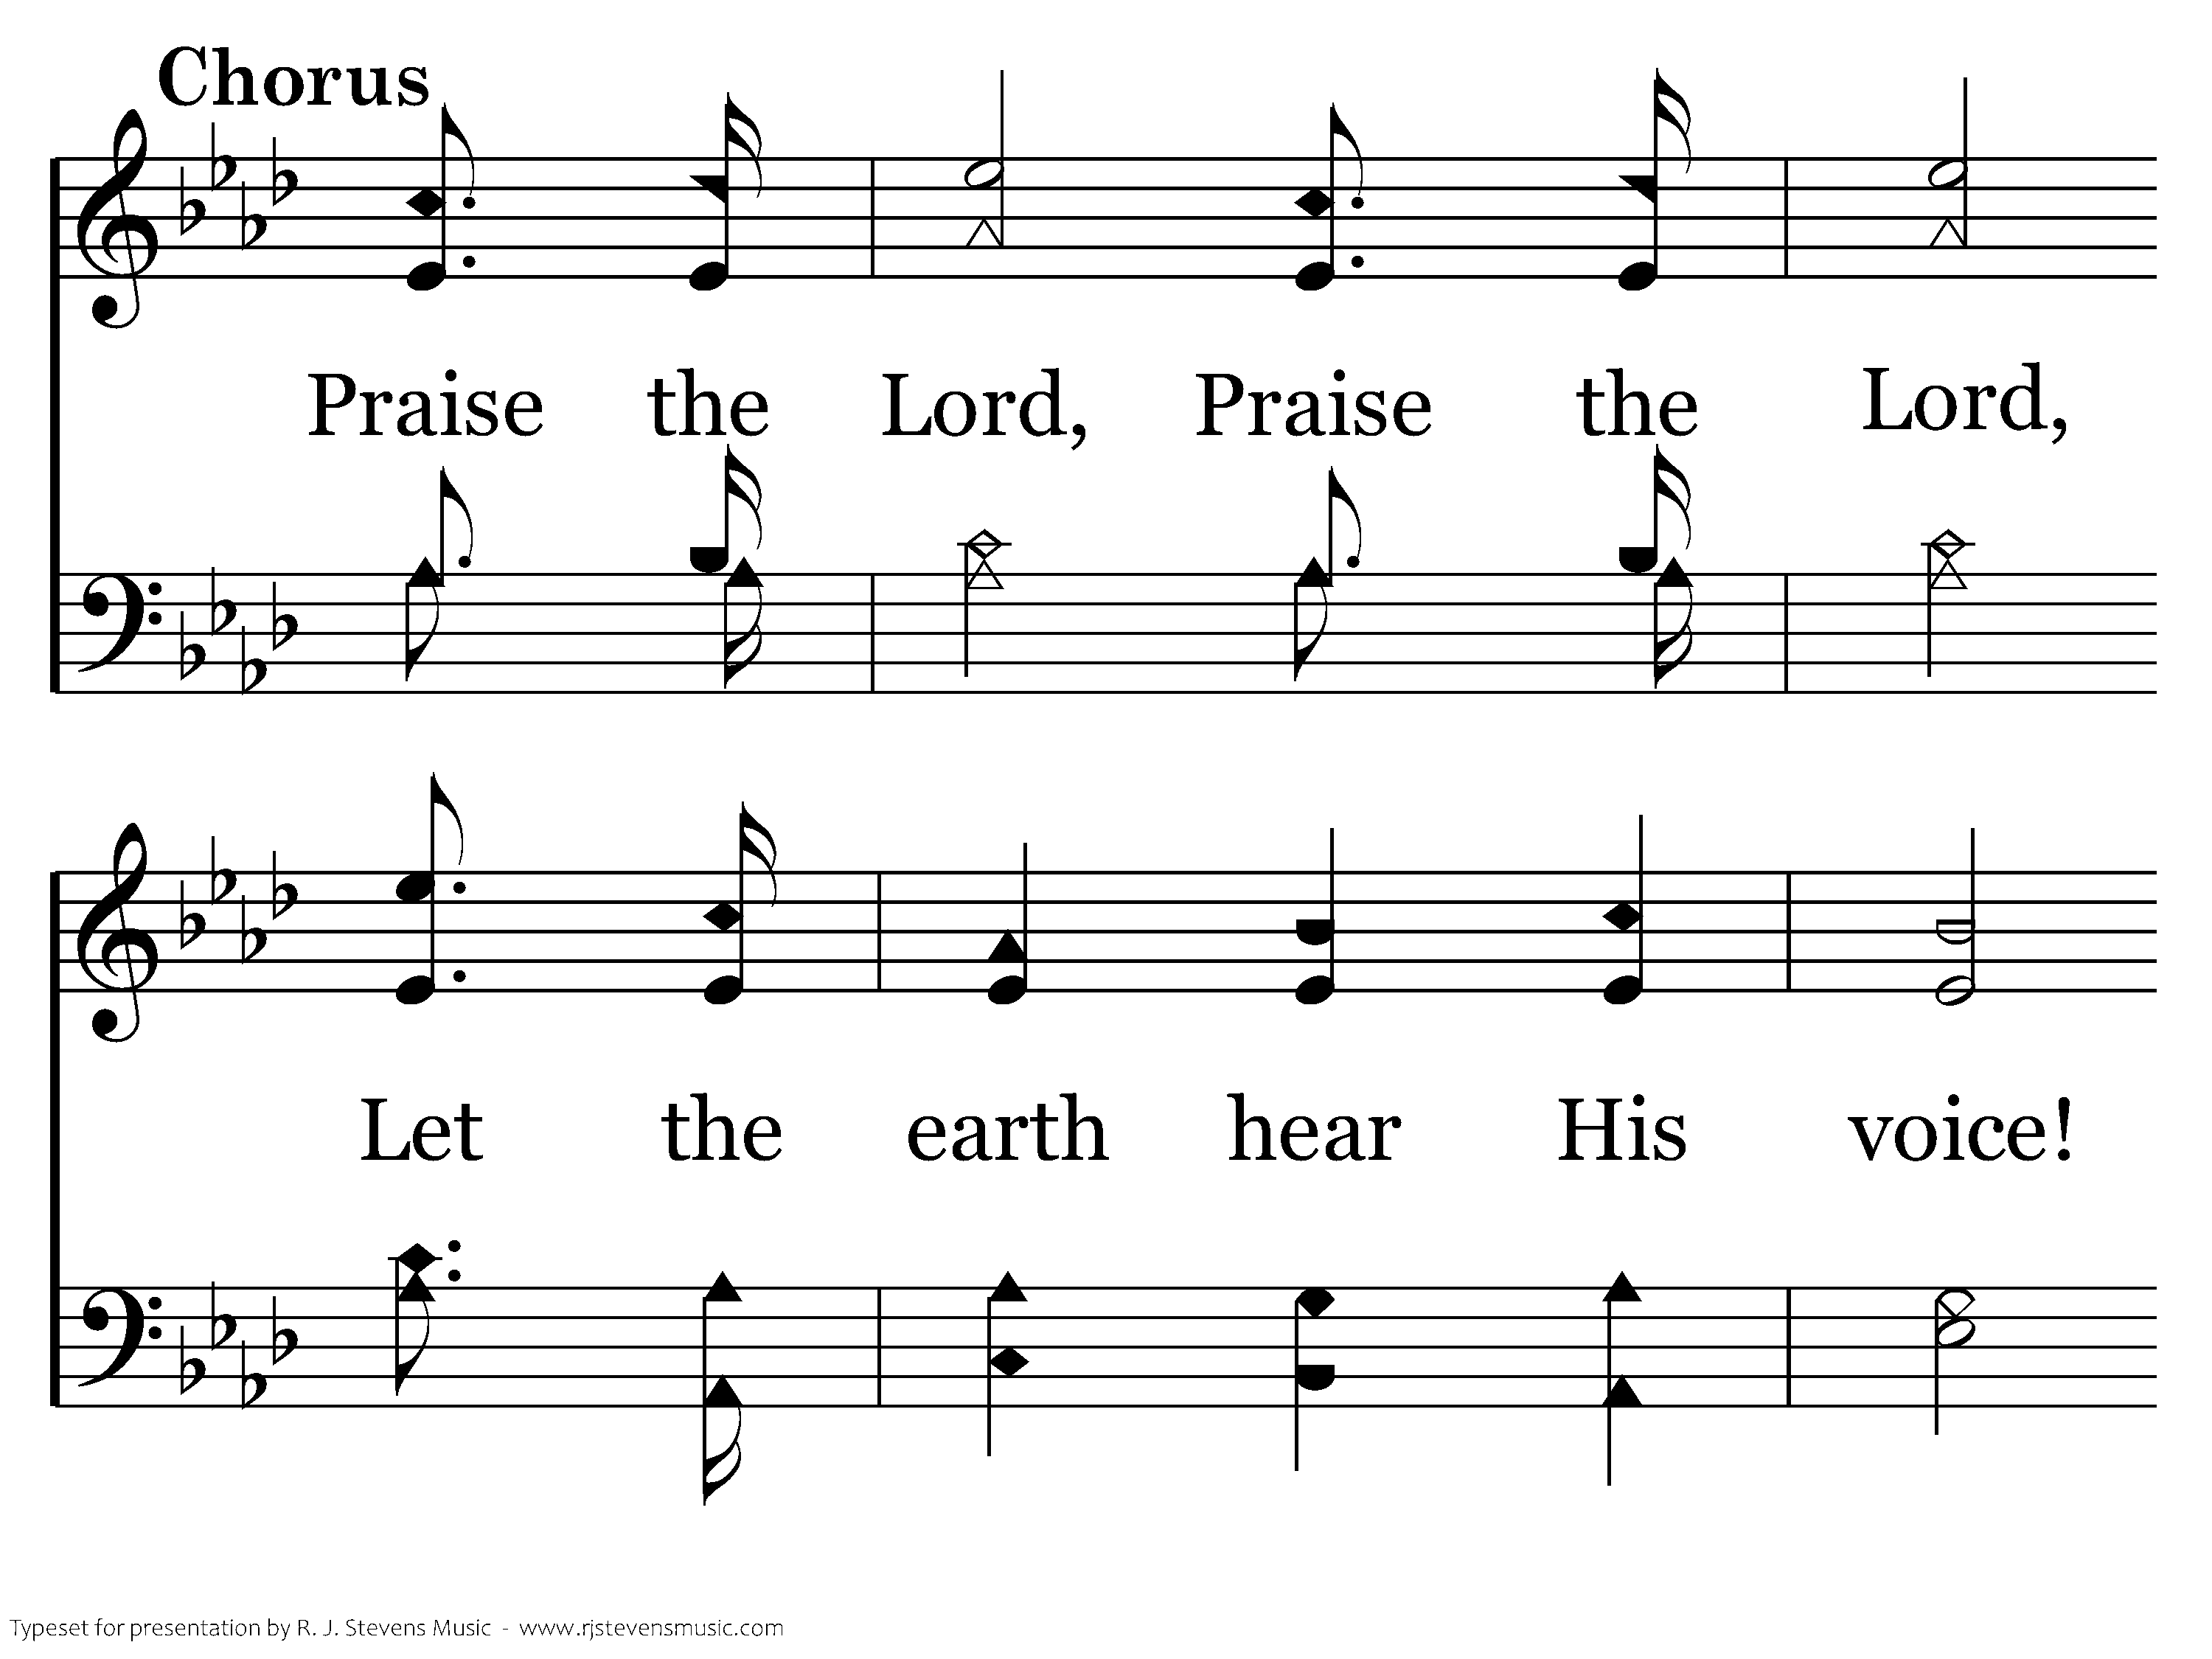 Chorus
Praise the Lord, Praise the Lord,
Let the earth hear His voice!
Typeset for presentation by R. J. Stevens Music - www.rjstevensmusic.com